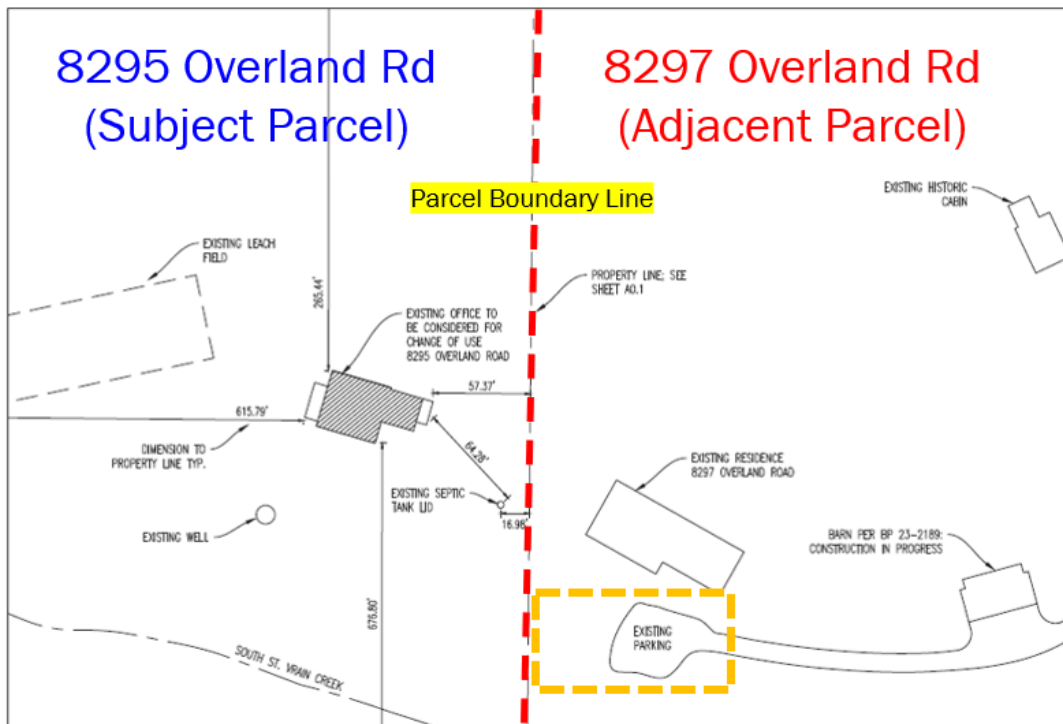 8295 Overland Rd
(Subject Parcel)
8297 Overland Rd
(Adjacent Parcel)
Parcel Boundary Line
EXISTING HISTORIC
CABIN
EXISTING LEACH
FIELD
265.44'
PROPERTY LINE; SEE
SHEET A0.1
EXISTING OFFICE TO
BE CONSIDERED FOR
CHANGE OF USE
8295 OVERLAND ROAD
57.37'
615.79'
DIMENSION TO
PROPERTY LINE TYP.
64.28'
EXISTING RESIDENCE
8297 OVERLAND ROAD
EXISTING SEPTIC
TANK LID
16.98'
EXISTING WELL
BARN PER BP 23-2189:
CONSTRUCTION IN PROGRESS
676.80'
EXISTING
PARKING
SOUTH ST. VRAIN CREEK